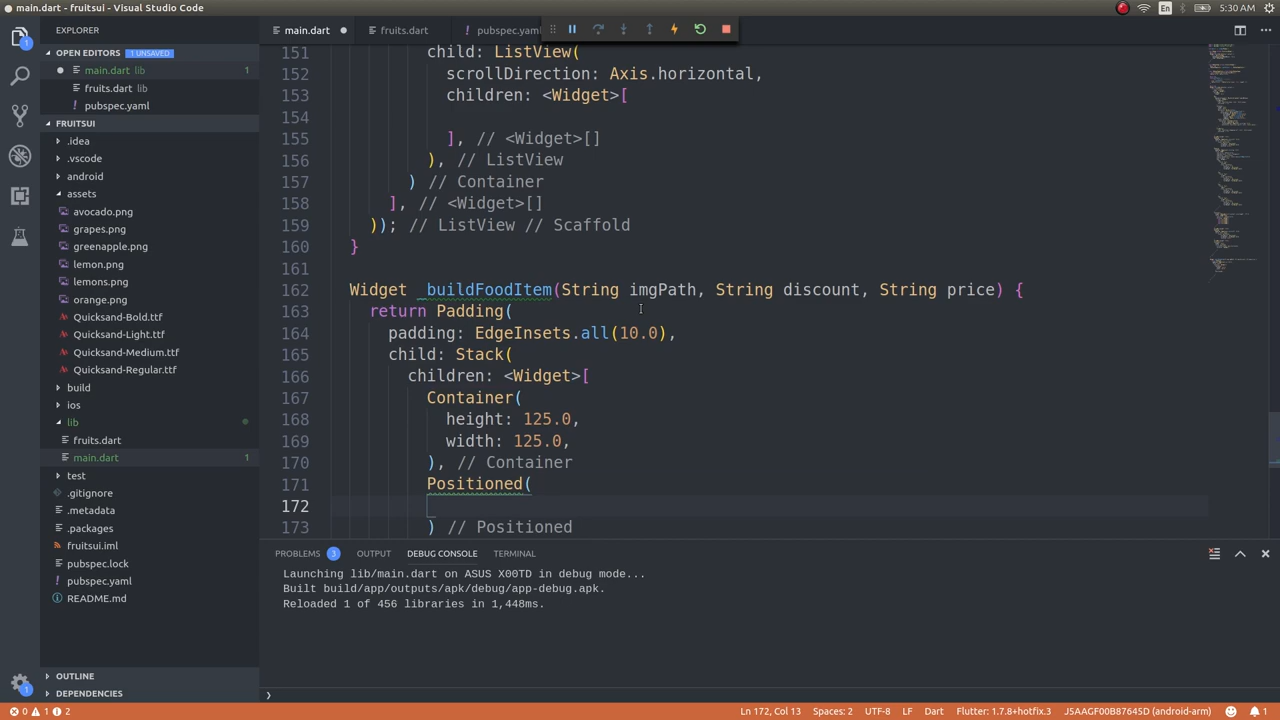 main.dart - fruitsui - Visual Studio Code
En
5:30 AM
EXPLORER
main.dart
fruits.dart
pubspec.yaml
OPEN EDITORS 1 UNSAVED
main.dart lib 1
fruits.dart lib
pubspec.yaml
FRUITSUI
.idea
.vscode
android
assets
avocado.png
grapes.png
greenapple.png
lemon.png
lemons.png
orange.png
Quicksand-Bold.ttf
Quicksand-Light.ttf
Quicksand-Medium.ttf
Quicksand-Regular.ttf
build
ios
lib
fruits.dart
main.dart 1
test
.gitignore
.metadata
.packages
fruitsui.iml
pubspec.lock
pubspec.yaml
README.md
OUTLINE
DEPENDENCIES
151 child: ListView(
152 scrollDirection: Axis.horizontal,
153 children: <Widget>[
154
155 ], // <Widget>[]
156 ), // ListView
157 ) // Container
158 ], // <Widget>[]
159 )); // ListView // Scaffold
160 }
161
162 Widget _buildFoodItem(String imgPath, String discount, String price) {
163 return Padding(
164 padding: EdgeInsets.all(10.0),
165 child: Stack(
166 children: <Widget>[
167 Container(
168 height: 125.0,
169 width: 125.0,
170 ), // Container
171 Positioned(
172
173 ) // Positioned
PROBLEMS 3 OUTPUT DEBUG CONSOLE TERMINAL
Launching lib/main.dart on ASUS X00TD in debug mode...
Built build/app/outputs/apk/debug/app-debug.apk.
Reloaded 1 of 456 libraries in 1,448ms.
0 1 2
Ln 172, Col 13 Spaces: 2 UTF-8 LF Dart Flutter: 1.7.8+hotfix.3 J5AAGF00B87645D (android-arm) 1